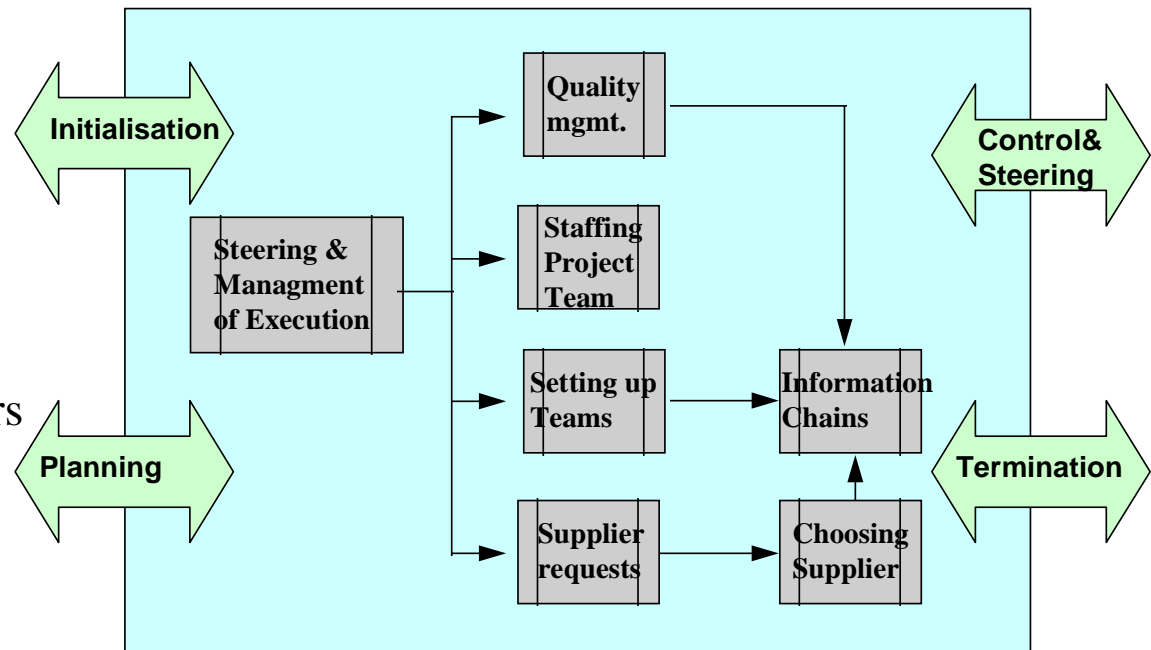 Initialisation
Quality
mgmt.
Control&
Steering
Steering &
Managment
of Execution
Staffing
Project
Team
Setting up
Teams
Information
Chains
rs
Planning
Termination
Supplier
requests
Choosing
Supplier